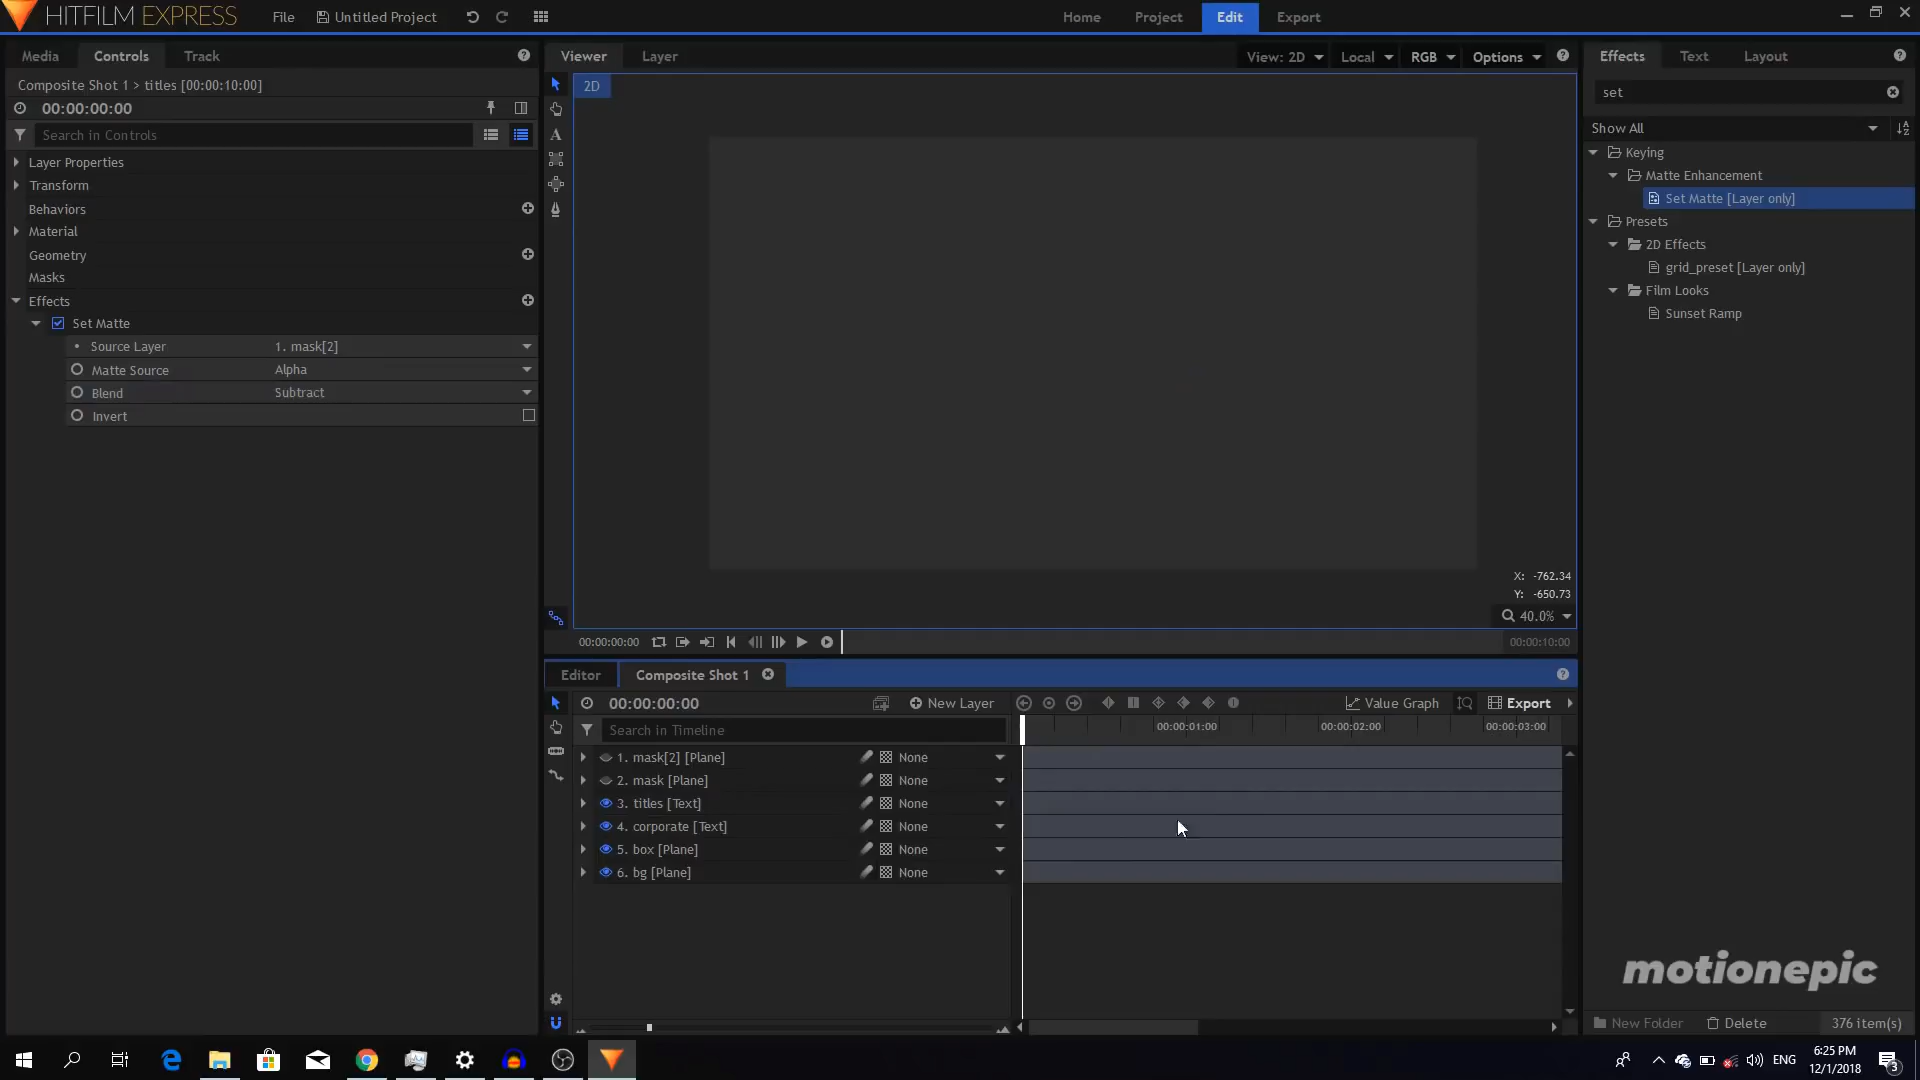 HITFILM EXPRESS
File
Untitled Project
Home
Project
Edit
Export
Media
Controls
Track
Composite Shot 1 > titles [00:00:10:00]
00:00:00:00
Search in Controls
Layer Properties
Transform
Behaviors
Material
Geometry
Masks
Effects
Set Matte
Source Layer
1. mask[2]
Matte Source
Alpha
Blend
Subtract
Invert
Viewer
Layer
View: 2D
Local
RGB
Options
2D
A
X: -762.34
Y: -650.73
40.0%
00:00:00:00
00:00:10:00
Editor
Composite Shot 1
00:00:00:00
New Layer
Value Graph
Export
Search in Timeline
00:00:01:00
00:00:02:00
00:00:03:00
1. mask[2] [Plane]
None
2. mask [Plane]
None
3. titles [Text]
None
4. corporate [Text]
None
5. box [Plane]
None
6. bg [Plane]
None
Effects
Text
Layout
set
Show All
Keying
Matte Enhancement
Set Matte [Layer only]
Presets
2D Effects
grid_preset [Layer only]
Film Looks
Sunset Ramp
motionepic
New Folder
Delete
376 item(s)
ENG
6:25 PM
12/1/2018
3